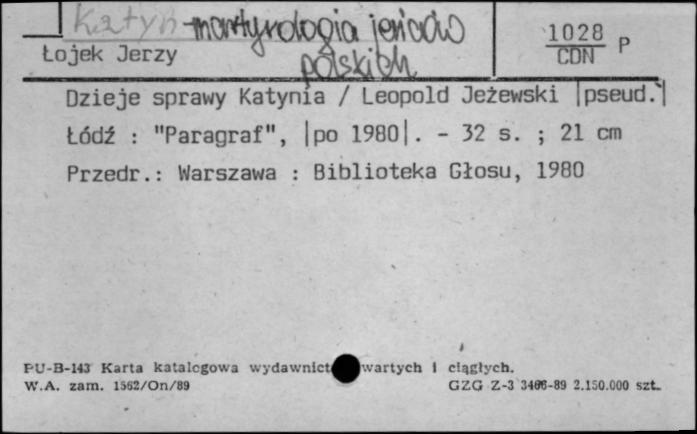 Katyń - martyrologia jeńców
polskich
Łojek Jerzy
1028
CDN
P
Dzieje sprawy Katynia / Leopold Jeżewski |pseud.|
Łódź : "Paragraf", |po 1980|. - 32 s. ; 21 cm
Przedr.: Warszawa : Biblioteka Głosu, 1980
PU-B-143 Karta katalogowa wydawnict wartych i ciągłych.
W.A. zam. 1562/On/89
GZG Z-3 3466-89 2.150.000 szt.